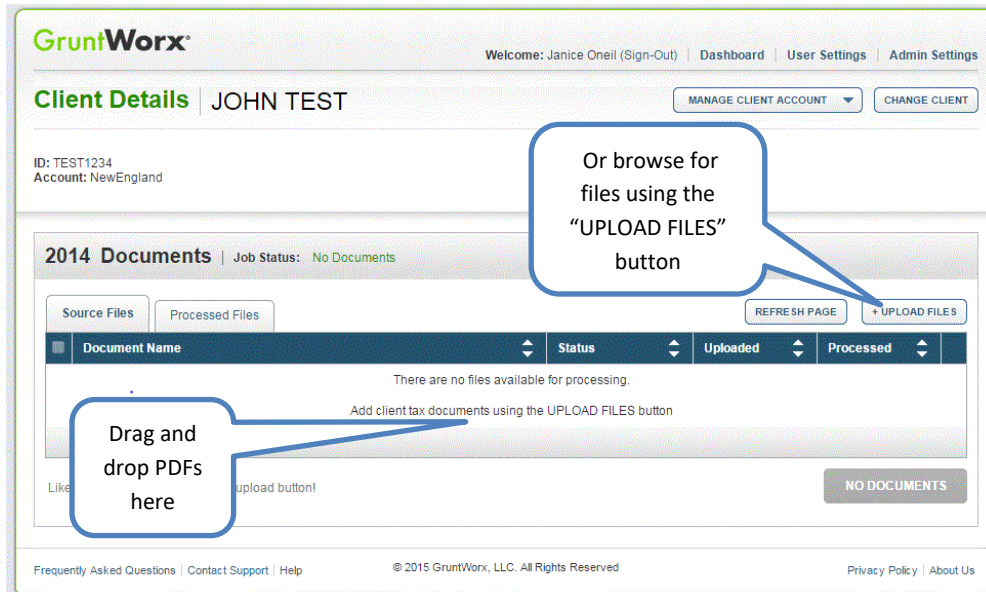 GruntWorx
Welcome: Janice Oneil (Sign-Out) | Dashboard | User Settings | Admin Settings
Client Details | JOHN TEST
MANAGE CLIENT ACCOUNT
CHANGE CLIENT
ID: TEST1234
Account: NewEngland
Or browse for
files using the
“UPLOAD FILES”
button
2014 Documents | Job Status: No Documents
Source Files
Processed Files
REFRESH PAGE
+ UPLOAD FILES
Document Name
Status
Uploaded
Processed
There are no files available for processing.
Add client tax documents using the UPLOAD FILES button
Drag and
drop PDFs
here
Like
upload button!
NO DOCUMENTS
Frequently Asked Questions | Contact Support | Help
© 2015 GruntWorx, LLC. All Rights Reserved
Privacy Policy | About Us